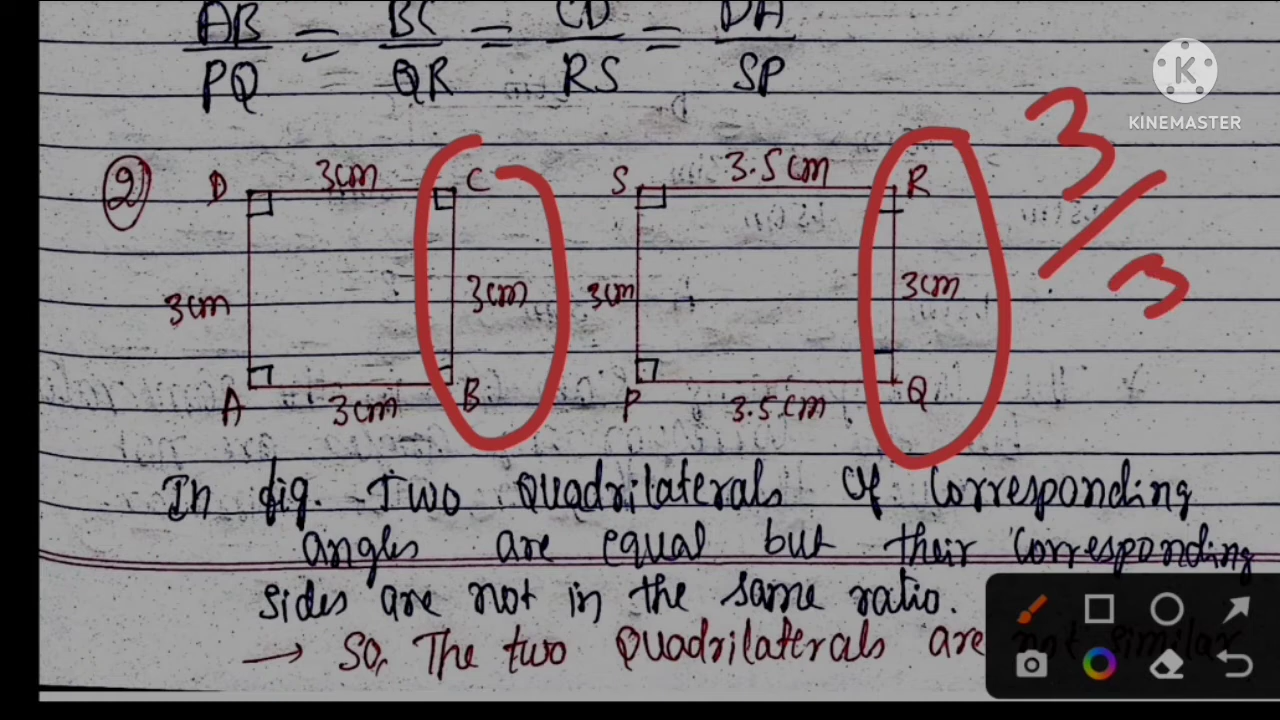 AB/PQ = BC/QR = CD/RS = DA/SP
KINEMASTER
3/3
② D 3cm C S 3.5cm R
3cm 3cm 3cm 3cm
A 3cm B P 3.5cm Q
In fig. Two Quadrilaterals of Corresponding
angles are equal but their Corresponding
sides are not in the same ratio.
→ So, The two Quadrilaterals are not similar